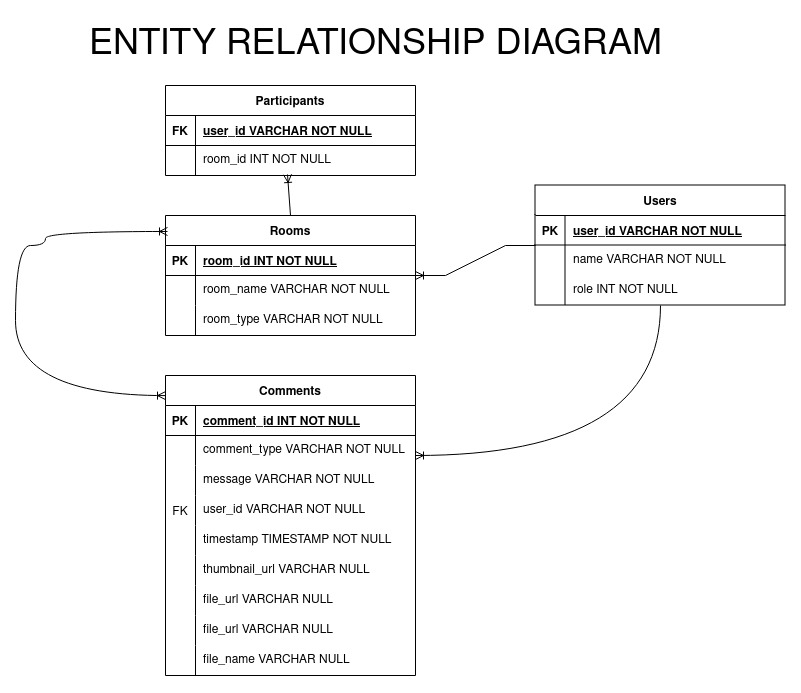 ENTITY RELATIONSHIP DIAGRAM
Participants
FK user_id VARCHAR NOT NULL
room_id INT NOT NULL
Rooms
PK room_id INT NOT NULL
room_name VARCHAR NOT NULL
room_type VARCHAR NOT NULL
Users
PK user_id VARCHAR NOT NULL
name VARCHAR NOT NULL
role INT NOT NULL
Comments
PK comment_id INT NOT NULL
comment_type VARCHAR NOT NULL
message VARCHAR NOT NULL
FK user_id VARCHAR NOT NULL
timestamp TIMESTAMP NOT NULL
thumbnail_url VARCHAR NULL
file_url VARCHAR NULL
file_url VARCHAR NULL
file_name VARCHAR NULL